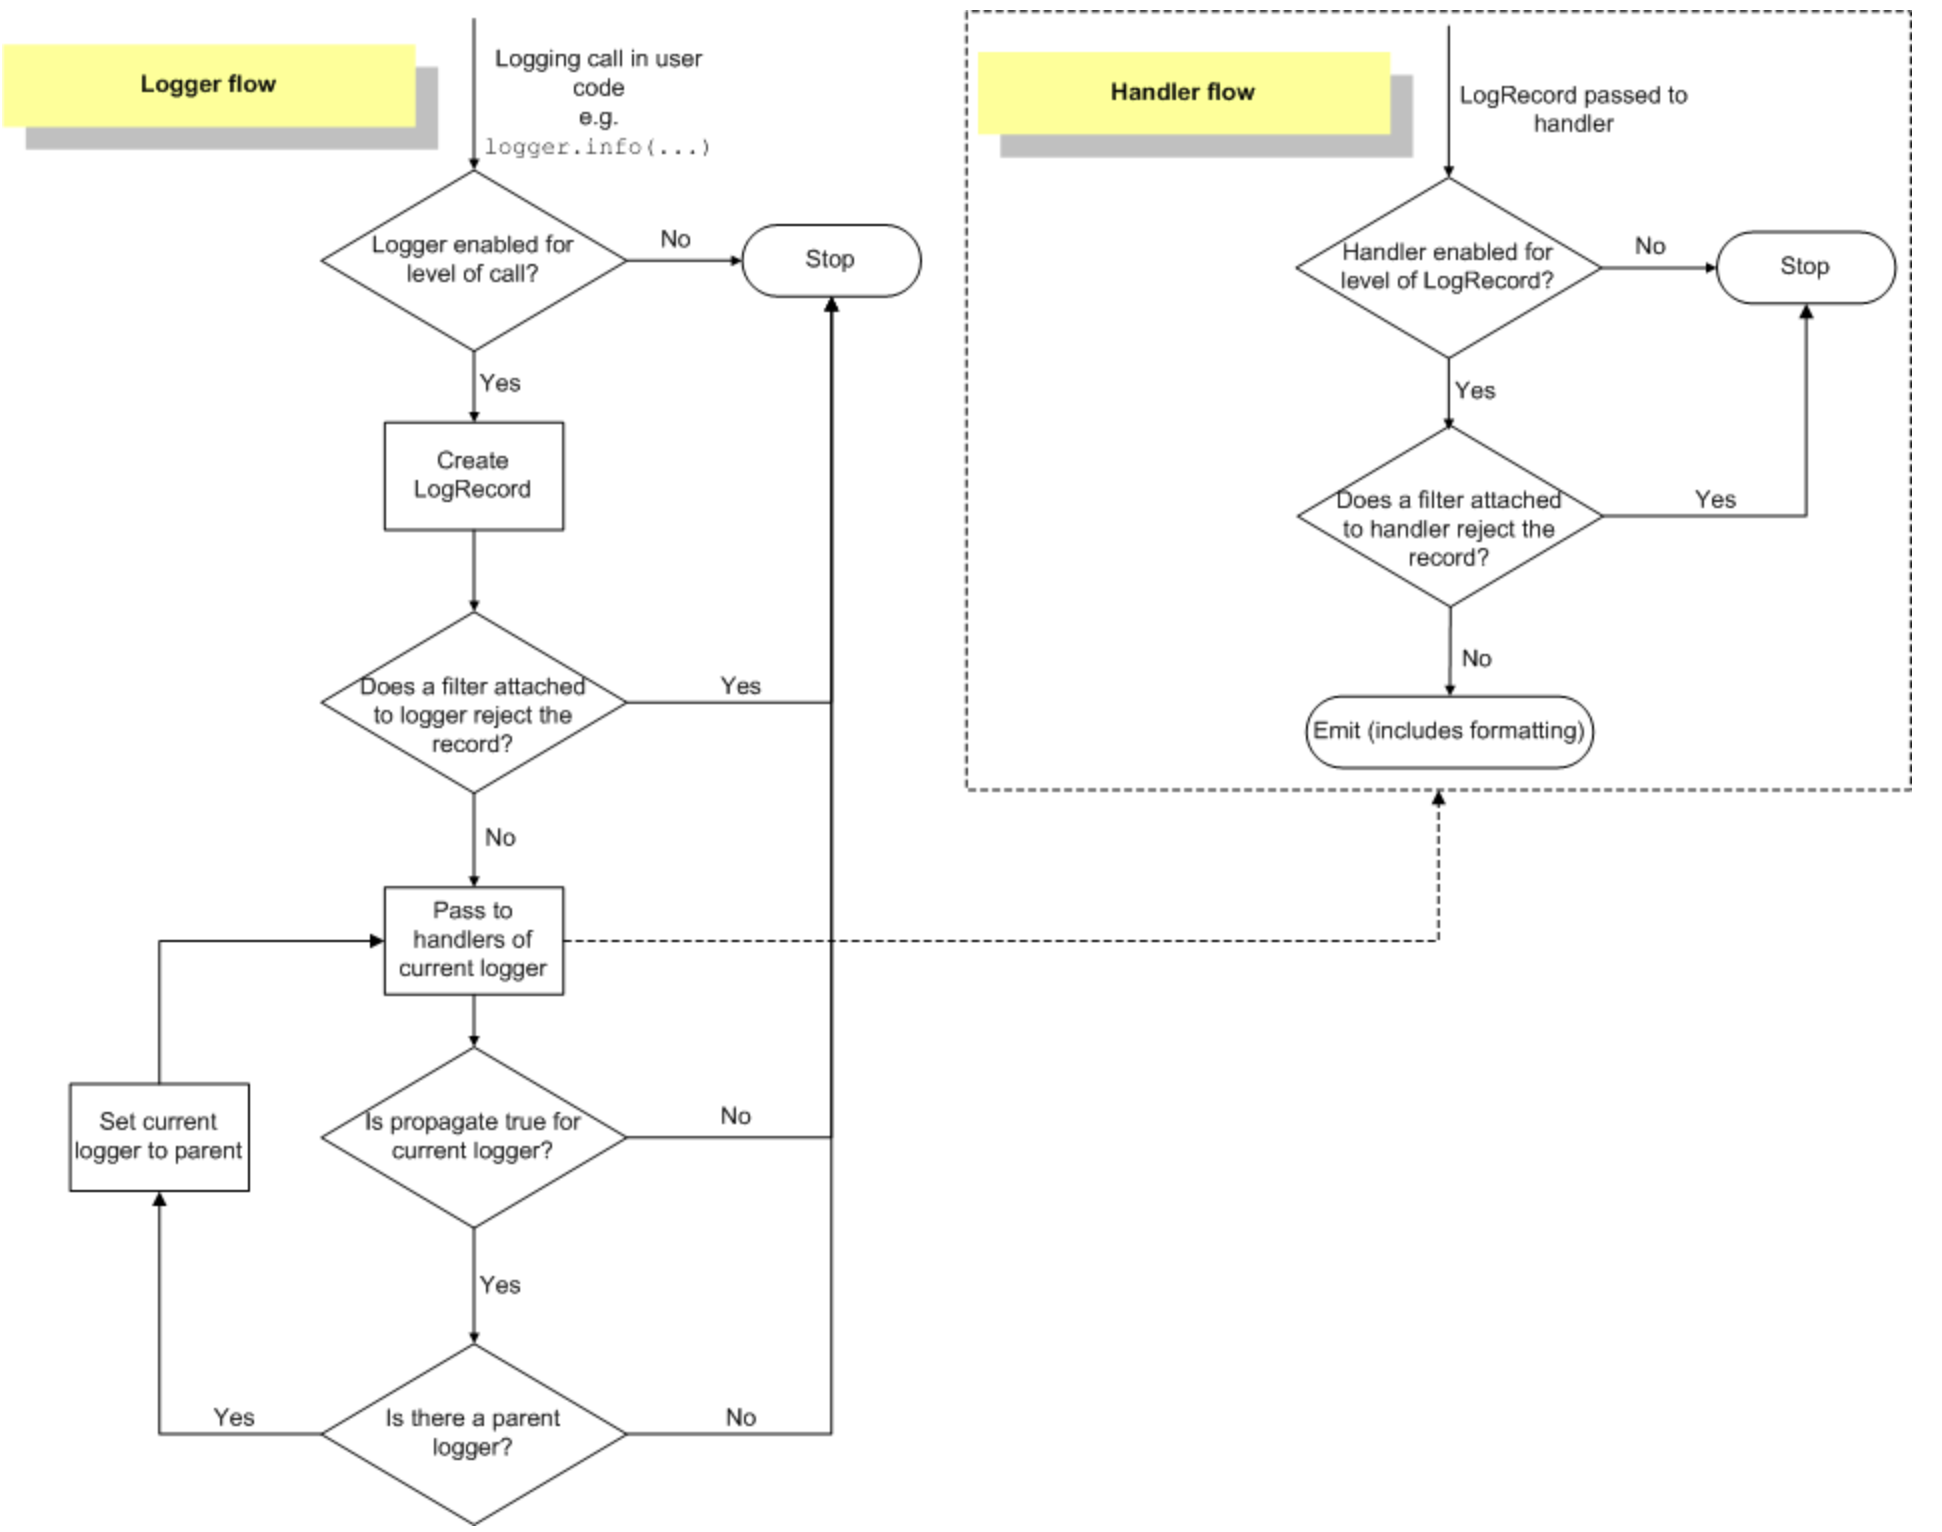 Logger flow
Logging call in user
code
e.g.
logger.info(...)
Logger enabled for
level of call?
No
Stop
Yes
Create
LogRecord
Does a filter attached
to logger reject the
record?
Yes
No
Pass to
handlers of
current logger
Set current
logger to parent
Is propagate true for
current logger?
No
Yes
Is there a parent
logger?
Yes
No
Handler flow
LogRecord passed to
handler
Handler enabled for
level of LogRecord?
No
Stop
Yes
Does a filter attached
to handler reject the
record?
Yes
No
Emit (includes formatting)